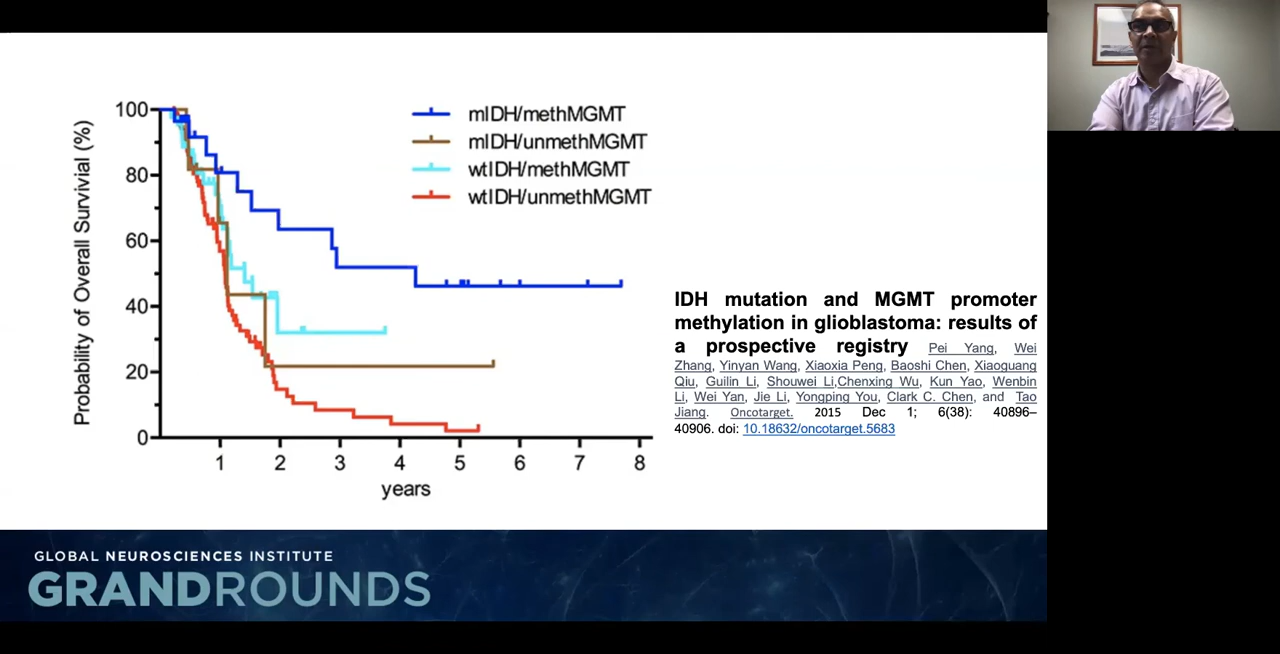 100
80
60
40
20
0
Probability of Overall Survivial (%)
1 2 3 4 5 6 7 8
years
mIDH/methMGMT
mIDH/unmethMGMT
wtIDH/methMGMT
wtIDH/unmethMGMT
IDH mutation and MGMT promoter
methylation in glioblastoma: results of
a prospective registry Pei Yang, Wei
Zhang, Yinyan Wang, Xiaoxia Peng, Baoshi Chen, Xiaoguang
Qiu, Guilin Li, Shouwei Li,Chenxing Wu, Kun Yao, Wenbin
Li, Wei Yan, Jie Li, Yongping You, Clark C. Chen, and Tao
Jiang. Oncotarget. 2015 Dec 1; 6(38): 40896–
40906. doi: 10.18632/oncotarget.5683
GLOBAL NEUROSCIENCES INSTITUTE
GRANDROUNDS